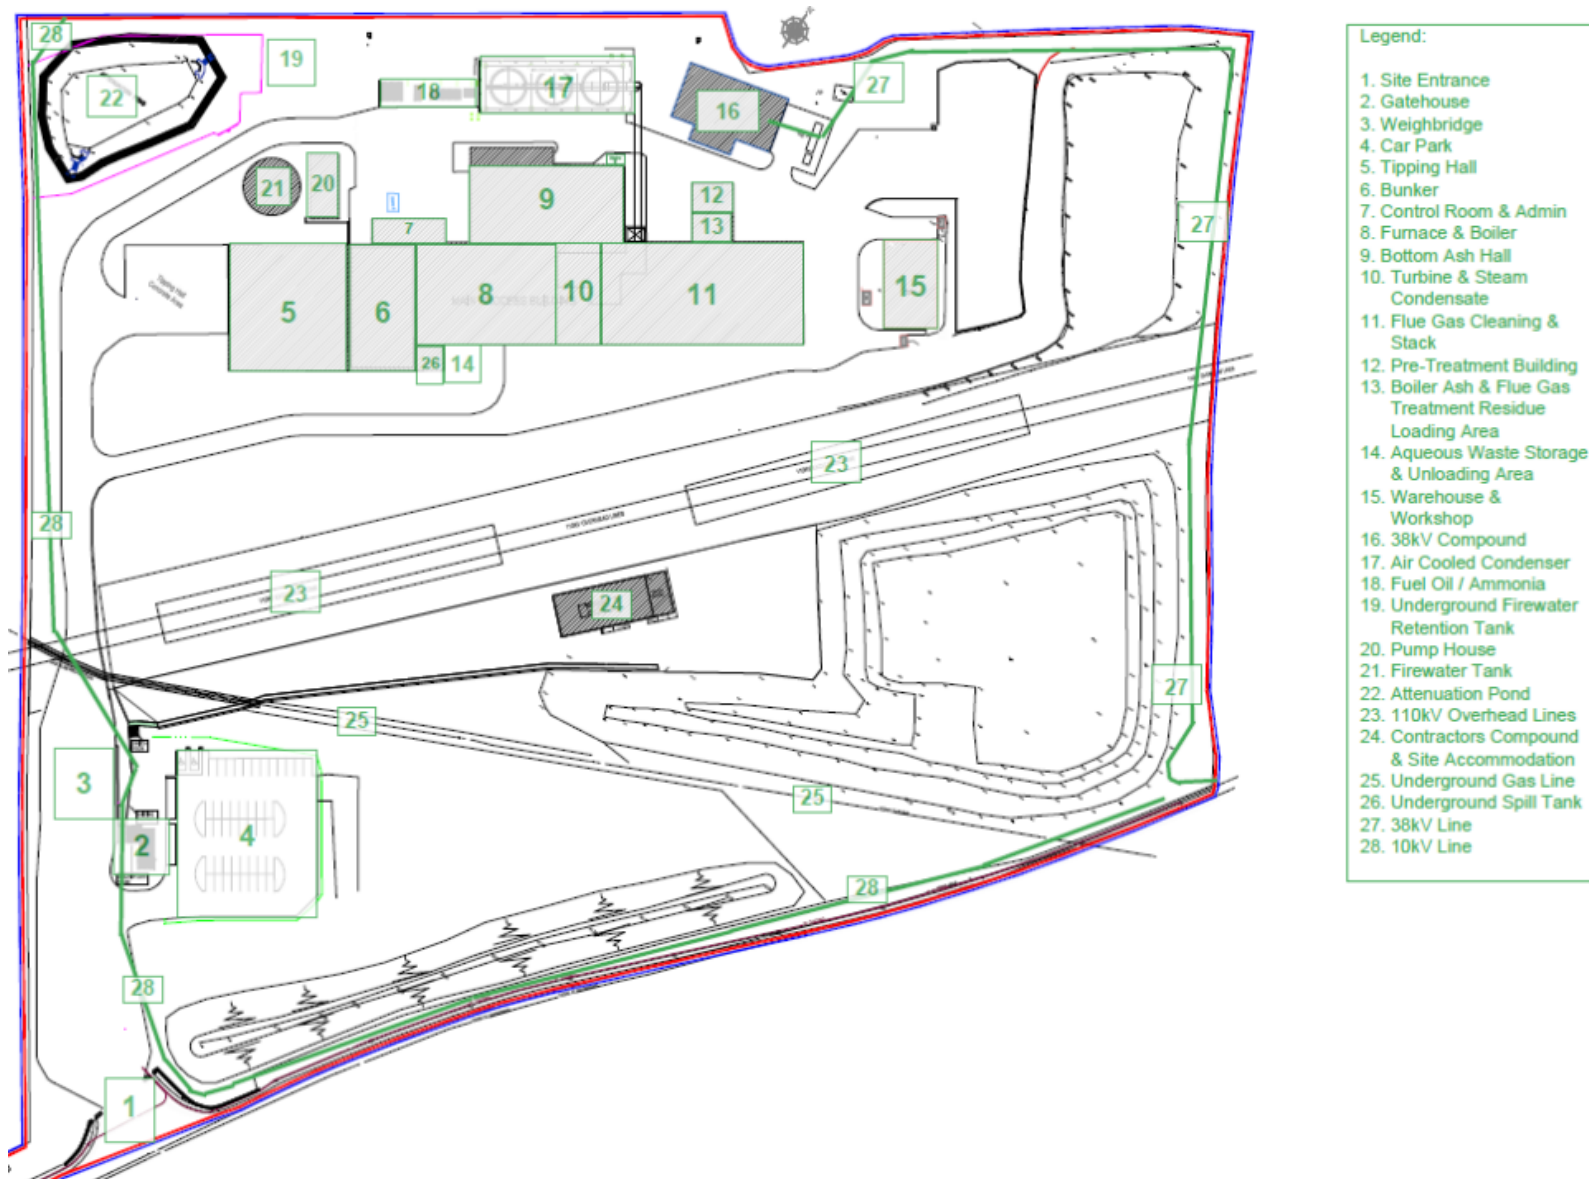 28
19
22
18
17
27
16
21
20
9
12
13
27
7
Tipping Hall
Concrete Area
5
6
8
10
11
15
26
14
23
28
23
24
25
27
3
25
2
4
28
28
1
Legend:
1. Site Entrance
2. Gatehouse
3. Weighbridge
4. Car Park
5. Tipping Hall
6. Bunker
7. Control Room & Admin
8. Furnace & Boiler
9. Bottom Ash Hall
10. Turbine & Steam
Condensate
11. Flue Gas Cleaning &
Stack
12. Pre-Treatment Building
13. Boiler Ash & Flue Gas
Treatment Residue
Loading Area
14. Aqueous Waste Storage
& Unloading Area
15. Warehouse &
Workshop
16. 38kV Compound
17. Air Cooled Condenser
18. Fuel Oil / Ammonia
19. Underground Firewater
Retention Tank
20. Pump House
21. Firewater Tank
22. Attenuation Pond
23. 110kV Overhead Lines
24. Contractors Compound
& Site Accommodation
25. Underground Gas Line
26. Underground Spill Tank
27. 38kV Line
28. 10kV Line